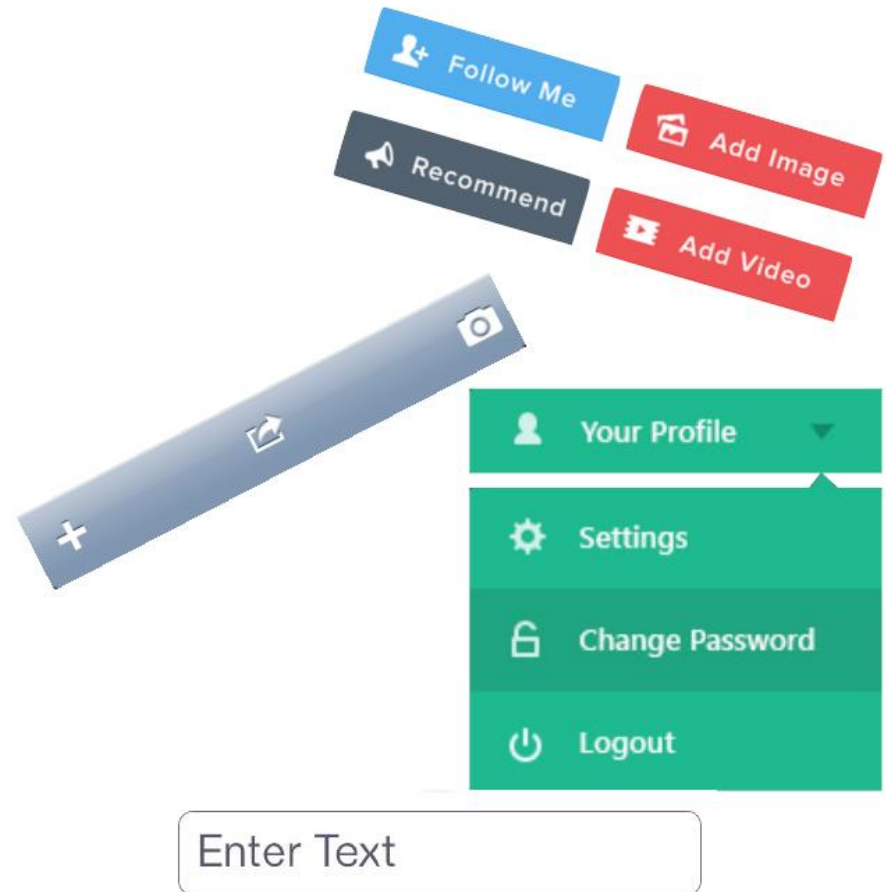 Follow Me
Add Image
Recommend
Add Video
Your Profile
Settings
Change Password
Logout
Enter Text